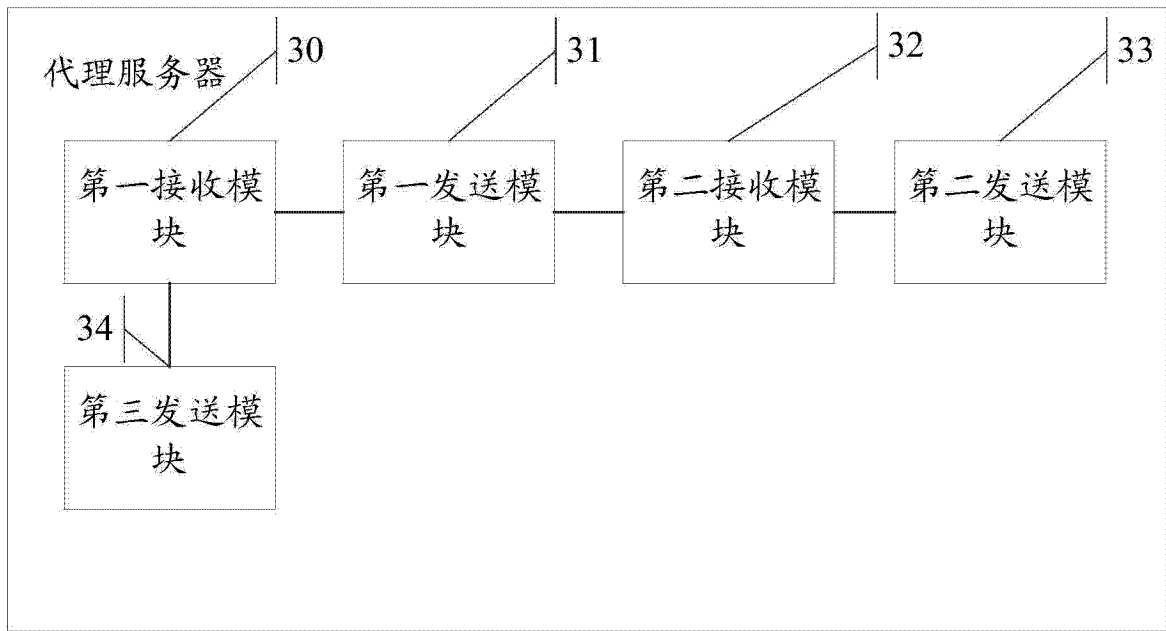 代理服务器
30
31
32
33
第一接收模
块
第一发送模
块
第二接收模
块
第二发送模
块
34
第三发送模
块